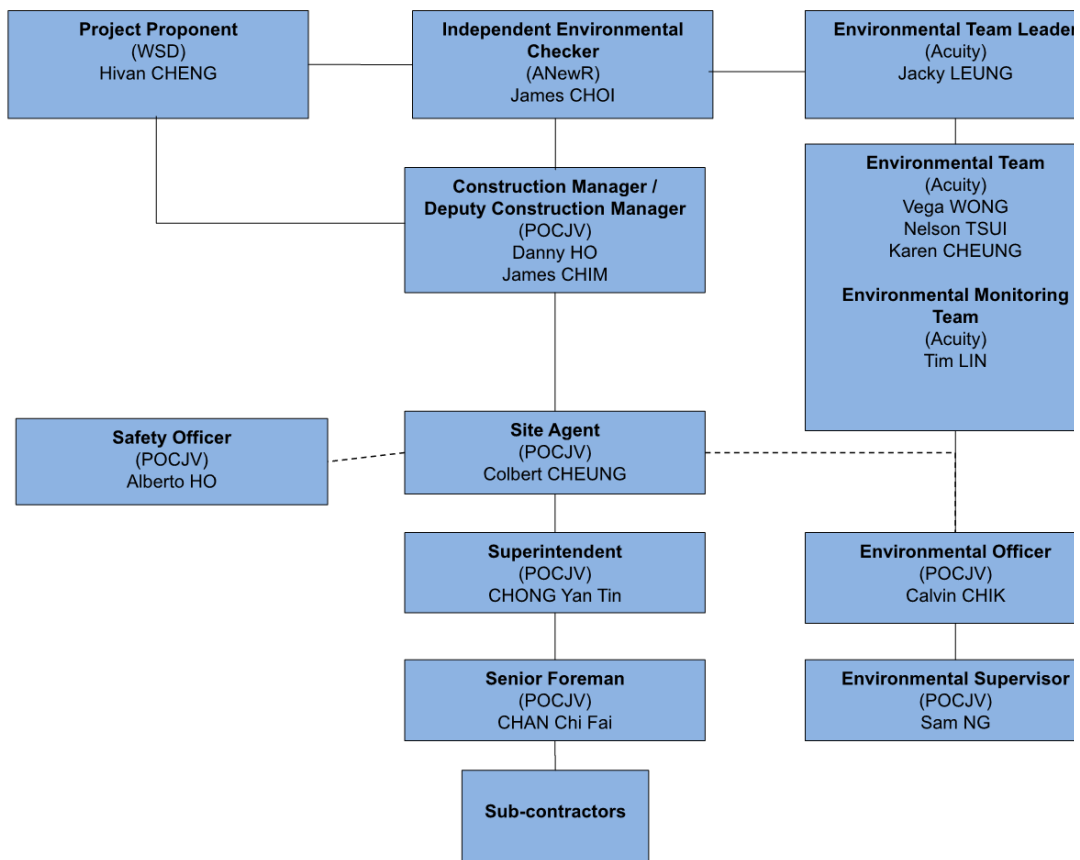 Project Proponent
(WSD)
Hivan CHENG
Independent Environmental
Checker
(ANewR)
James CHOI
Environmental Team Leader
(Acuity)
Jacky LEUNG
Construction Manager /
Deputy Construction Manager
(POCJV)
Danny HO
James CHIM
Environmental Team
(Acuity)
Vega WONG
Nelson TSUI
Karen CHEUNG
Environmental Monitoring
Team
(Acuity)
Tim LIN
Safety Officer
(POCJV)
Alberto HO
Site Agent
(POCJV)
Colbert CHEUNG
Superintendent
(POCJV)
CHONG Yan Tin
Environmental Officer
(POCJV)
Calvin CHIK
Senior Foreman
(POCJV)
CHAN Chi Fai
Environmental Supervisor
(POCJV)
Sam NG
Sub-contractors